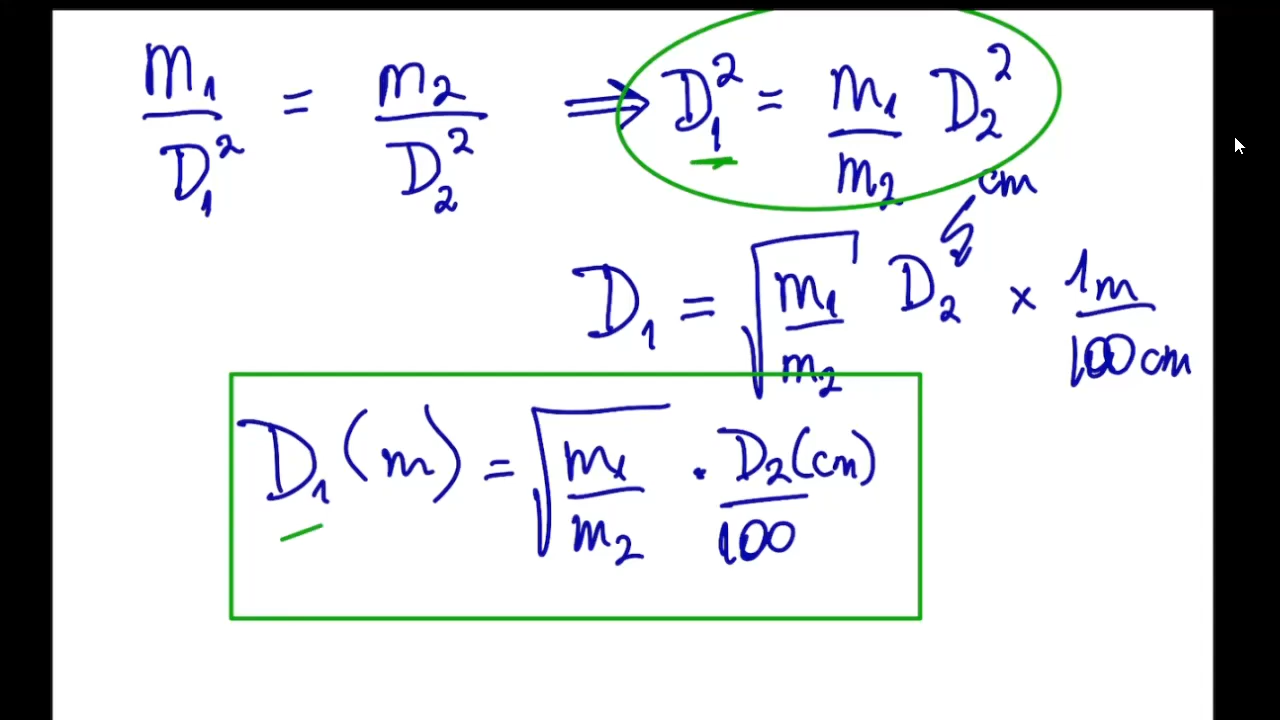 m₁/D₁² = m₂/D₂² ⇒ D₁² = m₁/m₂ D₂²
cm
D₁ = √(m₁/m₂) D₂ × 1m/100cm
D₁(m) = √(m₁/m₂) · D₂(cm)/100